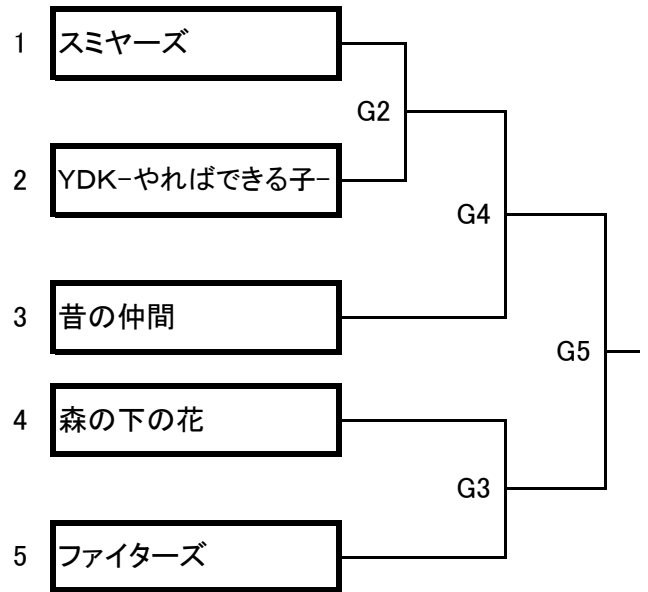 1 スミヤーズ
G2
2 YDK-やればできる子-
G4
3 昔の仲間
G5
4 森の下の花
G3
5 ファイターズ